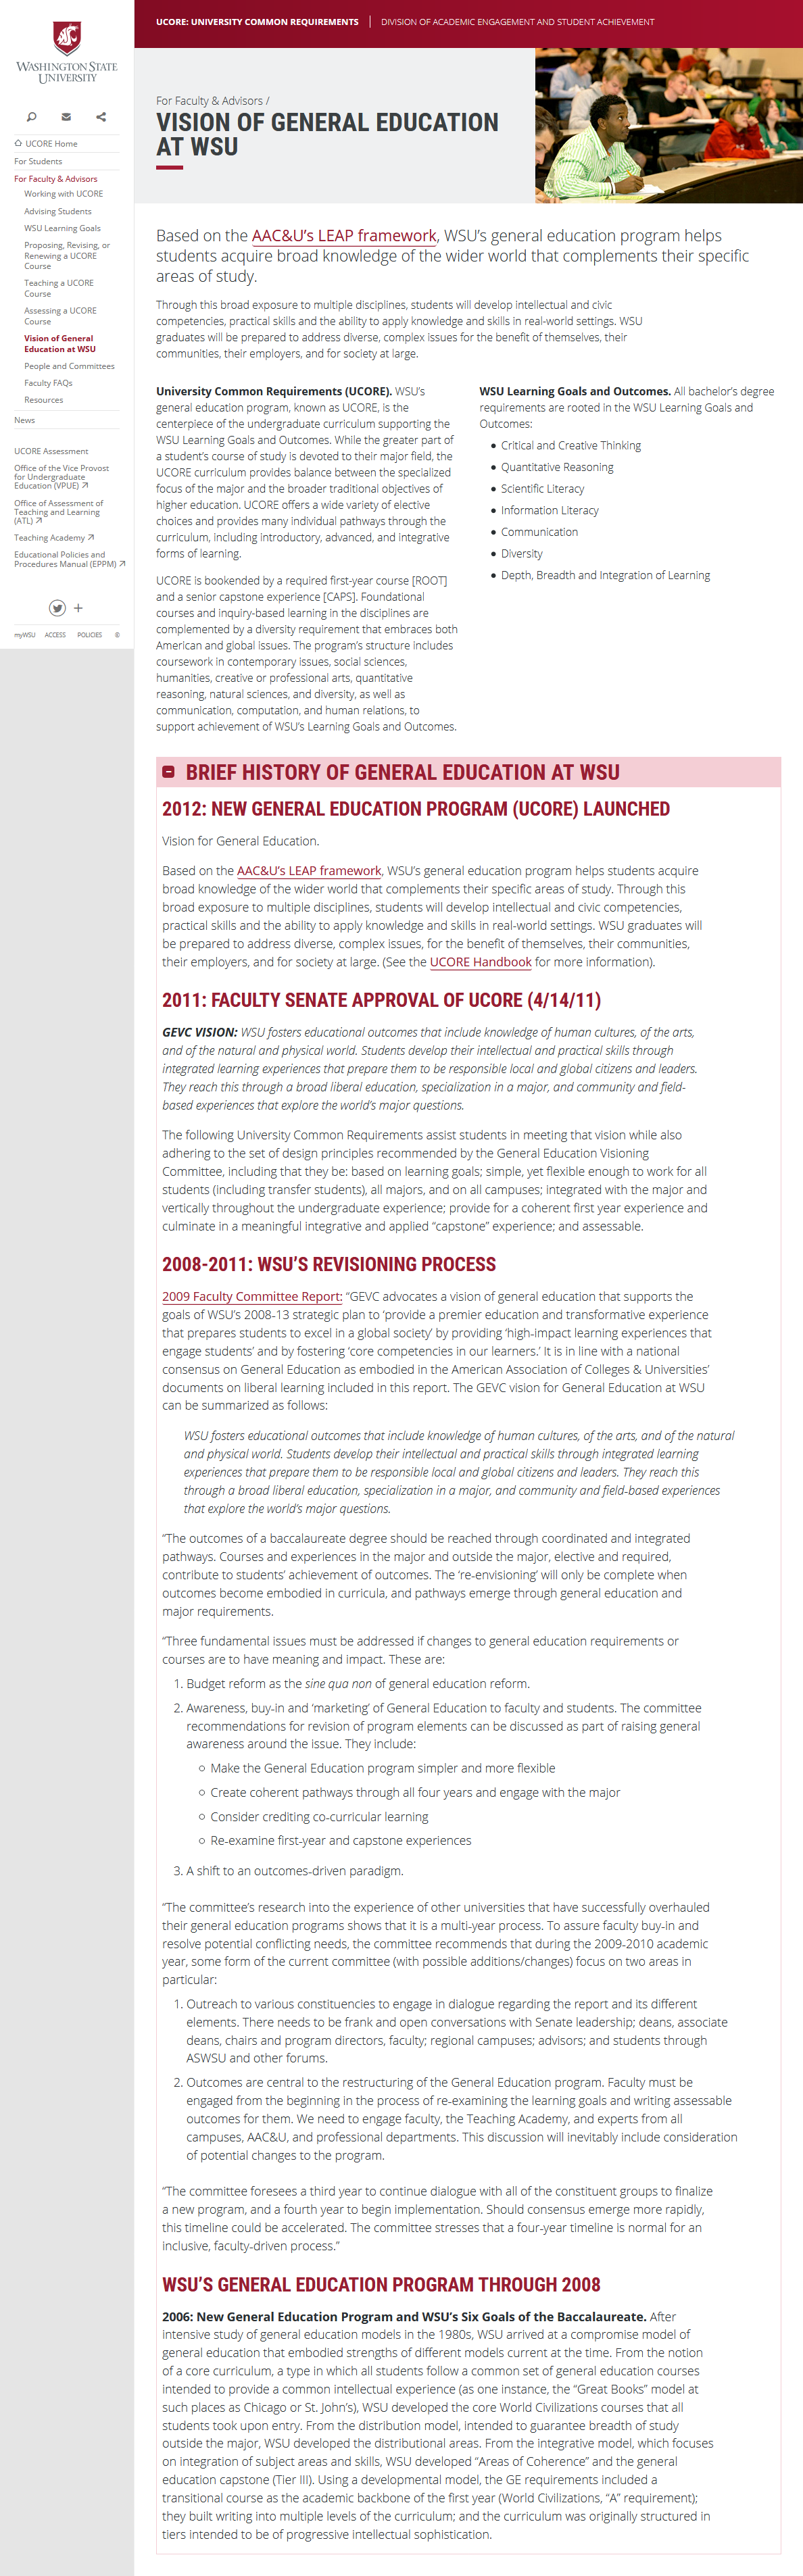 WASHINGTON STATE
UNIVERSITY
UCORE Home
For Students
For Faculty & Advisors
Working with UCORE
Advising Students
WSU Learning Goals
Proposing, Revising, or
Renewing a UCORE
Course
Teaching a UCORE
Course
Assessing a UCORE
Course
Vision of General
Education at WSU
People and Committees
Faculty FAQs
Resources
News
UCORE Assessment
Office of the Vice Provost
for Undergraduate
Education (VPUE)
Office of Assessment of
Teaching and Learning
(ATL)
Teaching Academy
Educational Policies and
Procedures Manual (EPPM)
myWSU ACCESS POLICIES ©
UCORE: UNIVERSITY COMMON REQUIREMENTS | DIVISION OF ACADEMIC ENGAGEMENT AND STUDENT ACHIEVEMENT
For Faculty & Advisors /
VISION OF GENERAL EDUCATION
AT WSU
Based on the AAC&U’s LEAP framework, WSU’s general education program helps
students acquire broad knowledge of the wider world that complements their specific
areas of study.
Through this broad exposure to multiple disciplines, students will develop intellectual and civic
competencies, practical skills and the ability to apply knowledge and skills in real-world settings. WSU
graduates will be prepared to address diverse, complex issues for the benefit of themselves, their
communities, their employers, and for society at large.
University Common Requirements (UCORE). WSU’s
general education program, known as UCORE, is the
centerpiece of the undergraduate curriculum supporting the
WSU Learning Goals and Outcomes. While the greater part of
a student’s course of study is devoted to their major field, the
UCORE curriculum provides balance between the specialized
focus of the major and the broader traditional objectives of
higher education. UCORE offers a wide variety of elective
choices and provides many individual pathways through the
curriculum, including introductory, advanced, and integrative
forms of learning.
UCORE is bookended by a required first-year course [ROOT]
and a senior capstone experience [CAPS]. Foundational
courses and inquiry-based learning in the disciplines are
complemented by a diversity requirement that embraces both
American and global issues. The program’s structure includes
coursework in contemporary issues, social sciences,
humanities, creative or professional arts, quantitative
reasoning, natural sciences, and diversity, as well as
communication, computation, and human relations, to
support achievement of WSU’s Learning Goals and Outcomes.
WSU Learning Goals and Outcomes. All bachelor’s degree
requirements are rooted in the WSU Learning Goals and
Outcomes:
• Critical and Creative Thinking
• Quantitative Reasoning
• Scientific Literacy
• Information Literacy
• Communication
• Diversity
• Depth, Breadth and Integration of Learning
BRIEF HISTORY OF GENERAL EDUCATION AT WSU
2012: NEW GENERAL EDUCATION PROGRAM (UCORE) LAUNCHED
Vision for General Education.
Based on the AAC&U’s LEAP framework, WSU’s general education program helps students acquire
broad knowledge of the wider world that complements their specific areas of study. Through this
broad exposure to multiple disciplines, students will develop intellectual and civic competencies,
practical skills and the ability to apply knowledge and skills in real-world settings. WSU graduates will
be prepared to address diverse, complex issues, for the benefit of themselves, their communities,
their employers, and for society at large. (See the UCORE Handbook for more information).
2011: FACULTY SENATE APPROVAL OF UCORE (4/14/11)
GEVC VISION: WSU fosters educational outcomes that include knowledge of human cultures, of the arts,
and of the natural and physical world. Students develop their intellectual and practical skills through
integrated learning experiences that prepare them to be responsible local and global citizens and leaders.
They reach this through a broad liberal education, specialization in a major, and community and field-
based experiences that explore the world’s major questions.
The following University Common Requirements assist students in meeting that vision while also
adhering to the set of design principles recommended by the General Education Visioning
Committee, including that they be: based on learning goals; simple, yet flexible enough to work for all
students (including transfer students), all majors, and on all campuses; integrated with the major and
vertically throughout the undergraduate experience; provide for a coherent first year experience and
culminate in a meaningful integrative and applied “capstone” experience; and assessable.
2008-2011: WSU’S REVISIONING PROCESS
2009 Faculty Committee Report: “GEVC advocates a vision of general education that supports the
goals of WSU’s 2008-13 strategic plan to ‘provide a premier education and transformative experience
that prepares students to excel in a global society’ by providing ‘high-impact learning experiences that
engage students’ and by fostering ‘core competencies in our learners.’ It is in line with a national
consensus on General Education as embodied in the American Association of Colleges & Universities’
documents on liberal learning included in this report. The GEVC vision for General Education at WSU
can be summarized as follows:
WSU fosters educational outcomes that include knowledge of human cultures, of the arts, and of the natural
and physical world. Students develop their intellectual and practical skills through integrated learning
experiences that prepare them to be responsible local and global citizens and leaders. They reach this
through a broad liberal education, specialization in a major, and community and field-based experiences
that explore the world’s major questions.
“The outcomes of a baccalaureate degree should be reached through coordinated and integrated
pathways. Courses and experiences in the major and outside the major, elective and required,
contribute to students’ achievement of outcomes. The ‘re-envisioning’ will only be complete when
outcomes become embodied in curricula, and pathways emerge through general education and
major requirements.
“Three fundamental issues must be addressed if changes to general education requirements or
courses are to have meaning and impact. These are:
1. Budget reform as the sine qua non of general education reform.
2. Awareness, buy-in and ‘marketing’ of General Education to faculty and students. The committee
recommendations for revision of program elements can be discussed as part of raising general
awareness around the issue. They include:
○ Make the General Education program simpler and more flexible
○ Create coherent pathways through all four years and engage with the major
○ Consider crediting co-curricular learning
○ Re-examine first-year and capstone experiences
3. A shift to an outcomes-driven paradigm.
“The committee’s research into the experience of other universities that have successfully overhauled
their general education programs shows that it is a multi-year process. To assure faculty buy-in and
resolve potential conflicting needs, the committee recommends that during the 2009-2010 academic
year, some form of the current committee (with possible additions/changes) focus on two areas in
particular:
1. Outreach to various constituencies to engage in dialogue regarding the report and its different
elements. There needs to be frank and open conversations with Senate leadership; deans, associate
deans, chairs and program directors, faculty; regional campuses; advisors; and students through
ASWSU and other forums.
2. Outcomes are central to the restructuring of the General Education program. Faculty must be
engaged from the beginning in the process of re-examining the learning goals and writing assessable
outcomes for them. We need to engage faculty, the Teaching Academy, and experts from all
campuses, AAC&U, and professional departments. This discussion will inevitably include consideration
of potential changes to the program.
“The committee foresees a third year to continue dialogue with all of the constituent groups to finalize
a new program, and a fourth year to begin implementation. Should consensus emerge more rapidly,
this timeline could be accelerated. The committee stresses that a four-year timeline is normal for an
inclusive, faculty-driven process.”
WSU’S GENERAL EDUCATION PROGRAM THROUGH 2008
2006: New General Education Program and WSU’s Six Goals of the Baccalaureate. After
intensive study of general education models in the 1980s, WSU arrived at a compromise model of
general education that embodied strengths of different models current at the time. From the notion
of a core curriculum, a type in which all students follow a common set of general education courses
intended to provide a common intellectual experience (as one instance, the “Great Books” model at
such places as Chicago or St. John’s), WSU developed the core World Civilizations courses that all
students took upon entry. From the distribution model, intended to guarantee breadth of study
outside the major, WSU developed the distributional areas. From the integrative model, which focuses
on integration of subject areas and skills, WSU developed “Areas of Coherence” and the general
education capstone (Tier III). Using a developmental model, the GE requirements included a
transitional course as the academic backbone of the first year (World Civilizations, “A” requirement);
they built writing into multiple levels of the curriculum; and the curriculum was originally structured in
tiers intended to be of progressive intellectual sophistication.